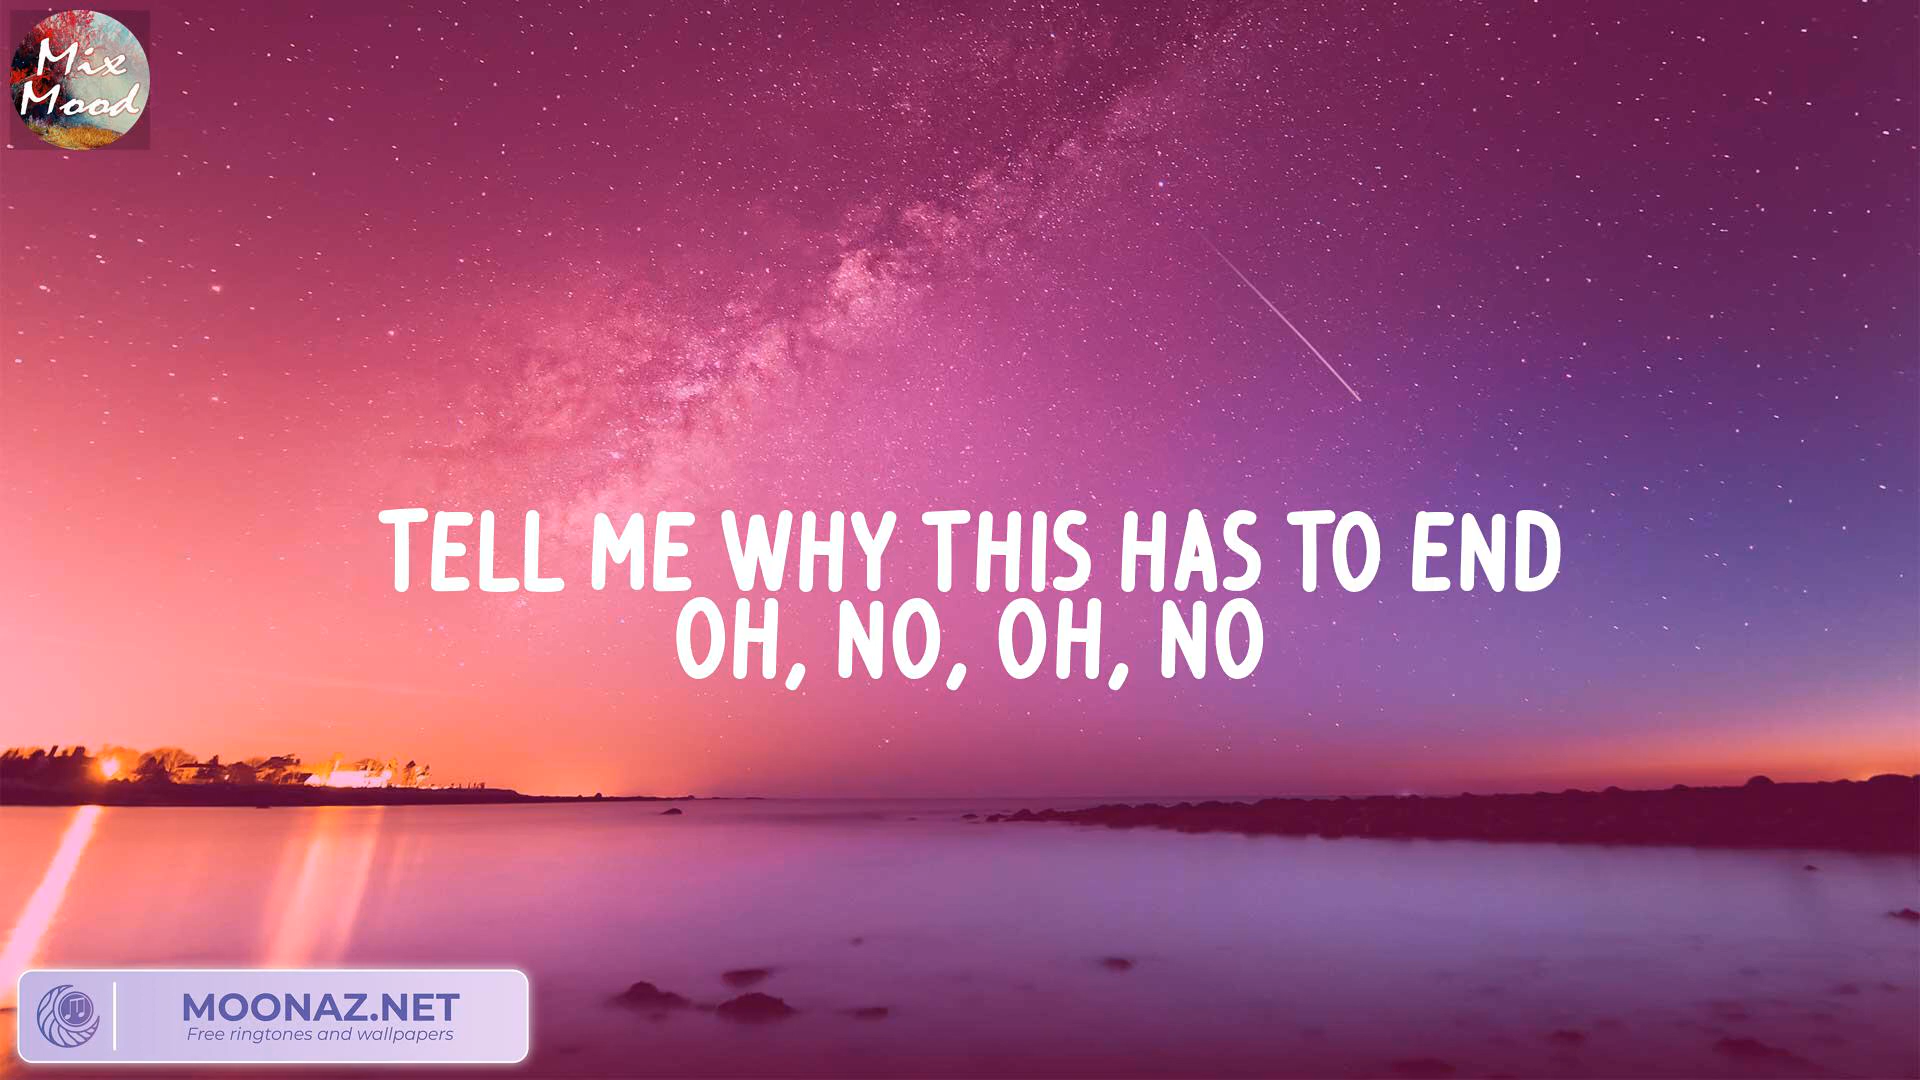 Mix
Mood
TELL ME WHY THIS HAS TO END
OH, NO, OH, NO
MOONAZ.NET
Free ringtones and wallpapers